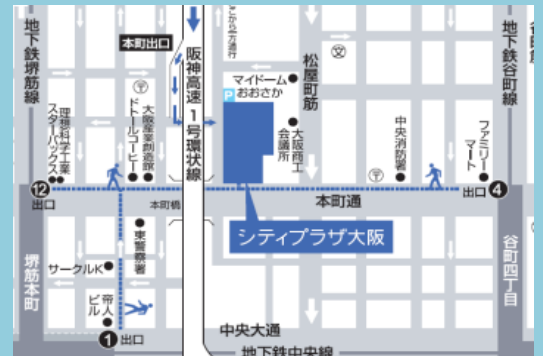 地下鉄堺筋線
本町出口
阪神高速1号環状線
松屋町筋
文
地下鉄谷町線
マイドーム
おおさか
P
〒
大阪産業創造館
ドトールコーヒー
理想科学工業
スターバックス
大阪商工
会議所
中央消防署
〒
ファミリー
マート
12
出口
本町橋
本町通
出口
4
シティプラザ大阪
東警察署
堺筋本町
サークルK
帝人
ビル
谷町四丁目
1
出口
中央大通
地下鉄中央線